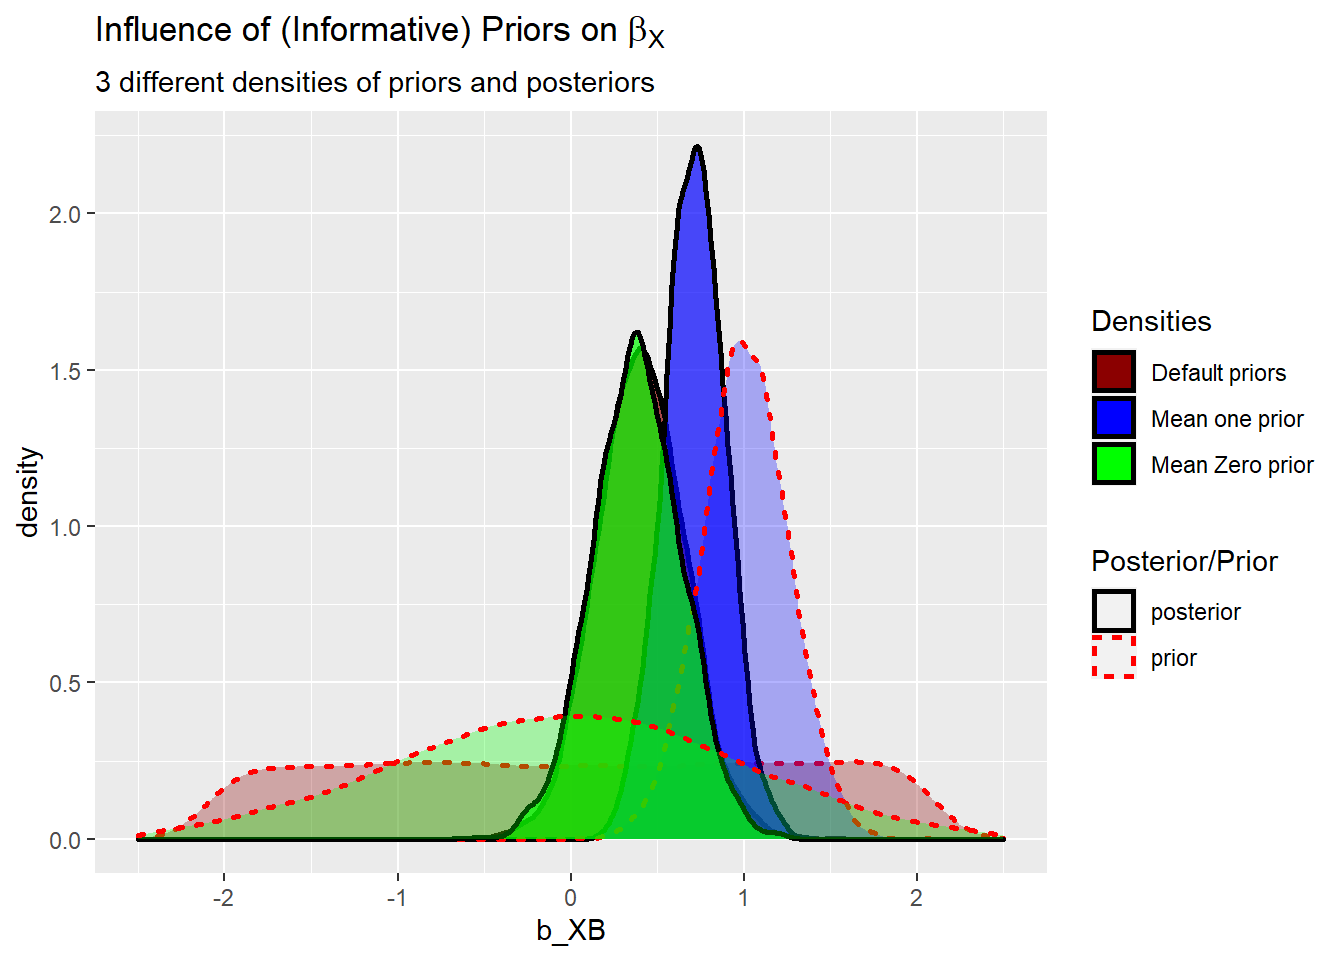 Influence of (Informative) Priors on βX
3 different densities of priors and posteriors
density
2.0
1.5
1.0
0.5
0.0
-2
-1
0
1
2
b_XB
Densities
Default priors
Mean one prior
Mean Zero prior
Posterior/Prior
posterior
prior